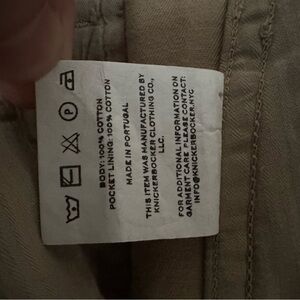 BODY: 100% COTTON
POCKET LINING: 100% COTTON
MADE IN PORTUGAL
THIS ITEM WAS MANUFACTURED BY
KNICKERBOCKER CLOTHING CO.,
LLC.
FOR ADDITIONAL INFORMATION ON
GARMENT CARE PLEASE CONTACT:
INFO@KNICKERBOCKER.NYC